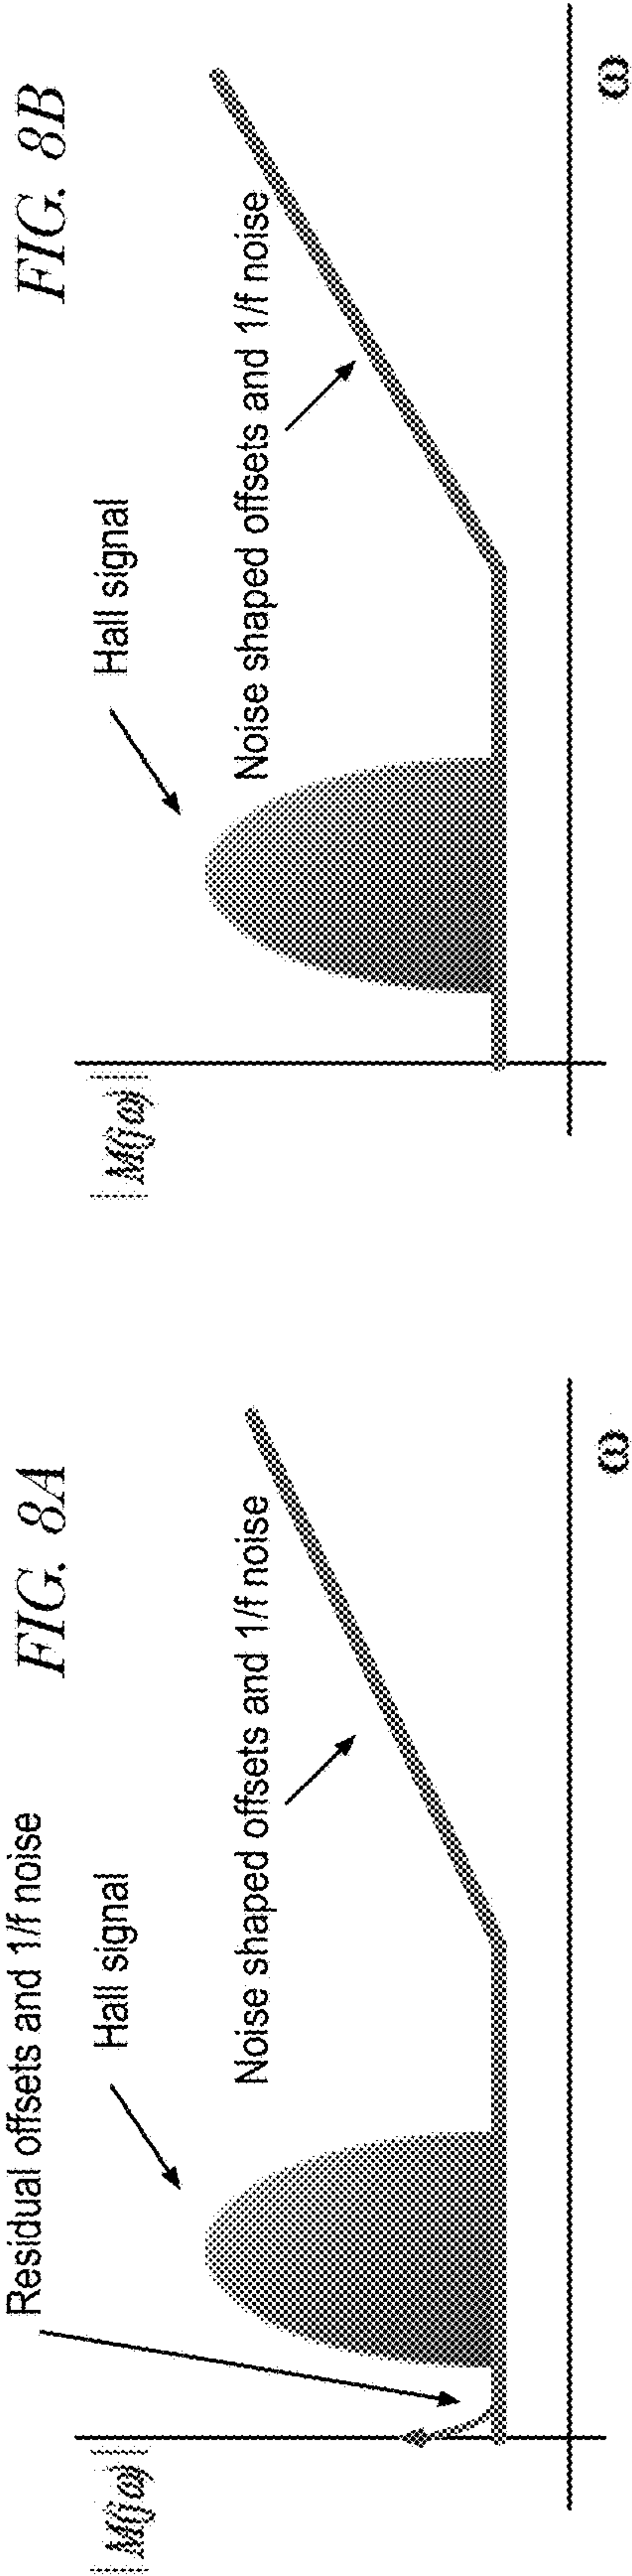 FIG. 8A
Residual offsets and 1/f noise
|M(jω)|
Hall signal
Noise shaped offsets and 1/f noise
ω
FIG. 8B
|M(jω)|
Hall signal
Noise shaped offsets and 1/f noise
ω